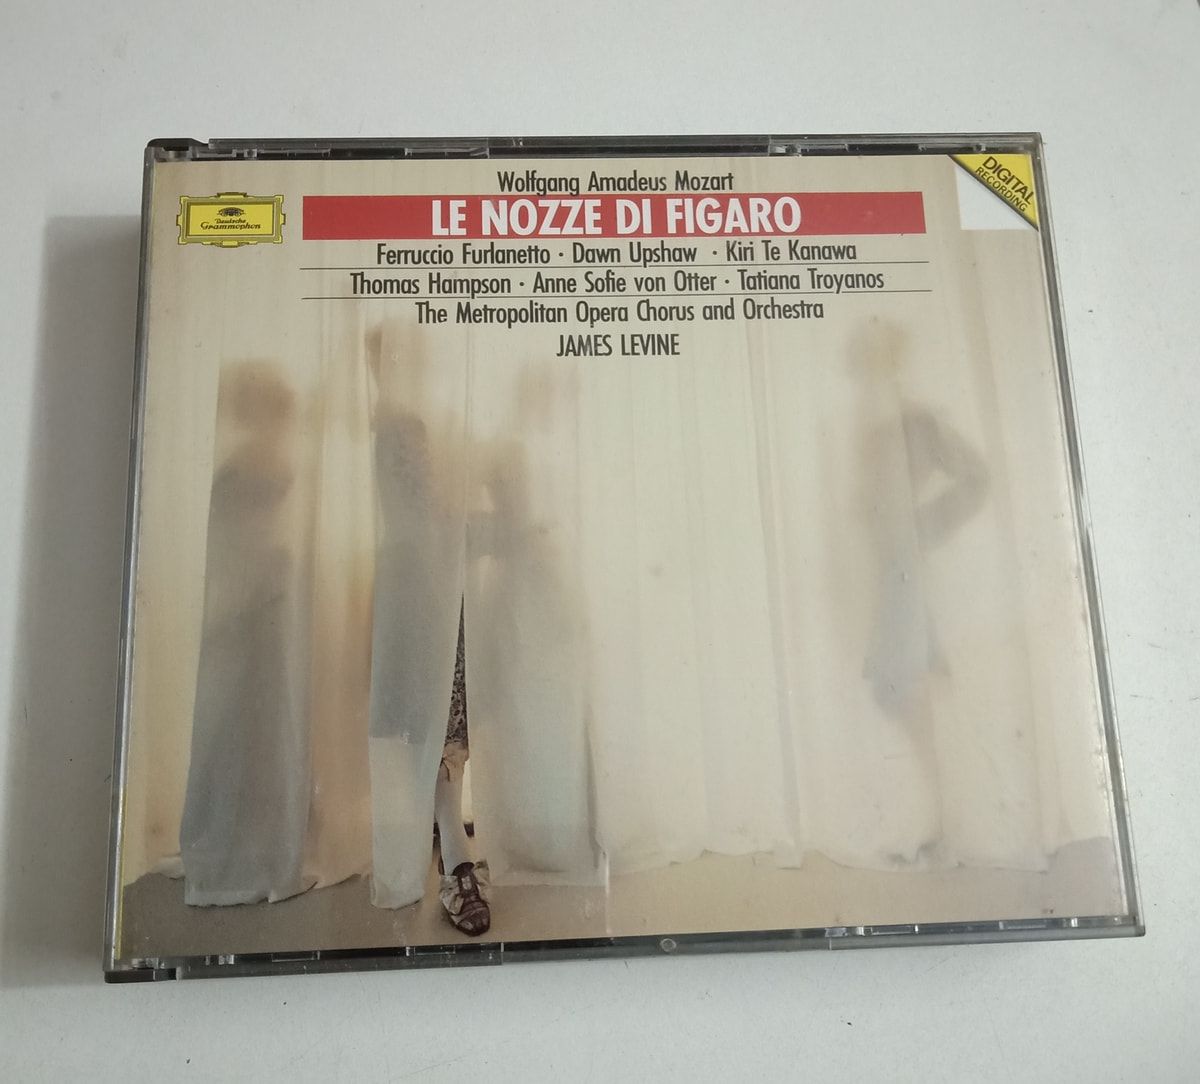 Wolfgang Amadeus Mozart
LE NOZZE DI FIGARO
Deutsche
Grammophon
Ferruccio Furlanetto · Dawn Upshaw · Kiri Te Kanawa
Thomas Hampson · Anne Sofie von Otter · Tatiana Troyanos
The Metropolitan Opera Chorus and Orchestra
JAMES LEVINE
DIGITAL
RECORDING